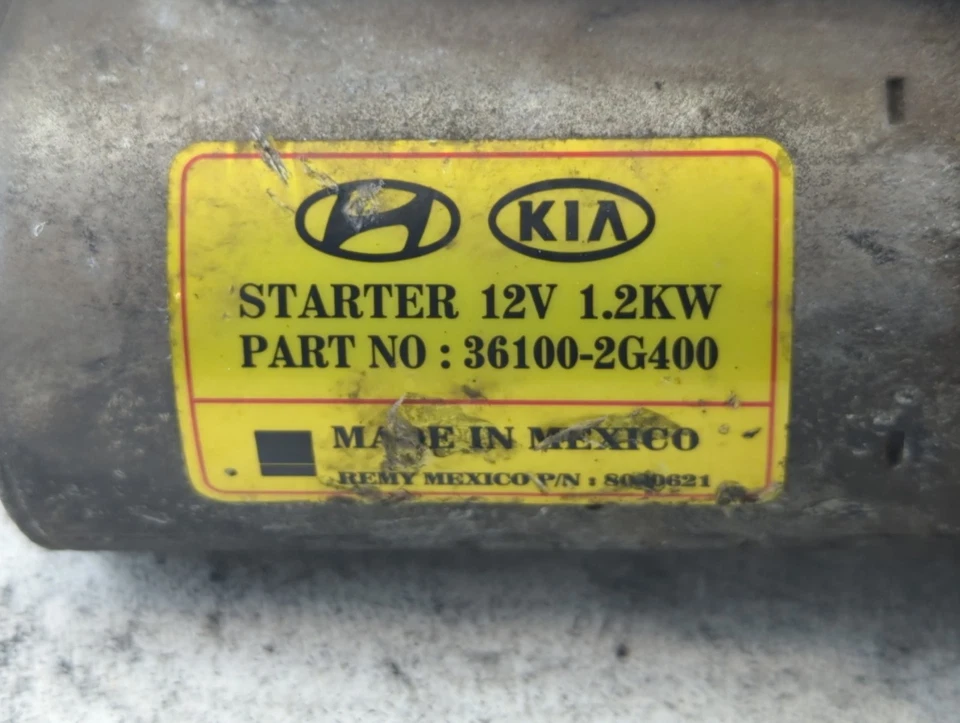 KIA
STARTER 12V 1.2KW
PART NO : 36100-2G400
MADE IN MEXICO
REMY MEXICO P/N :